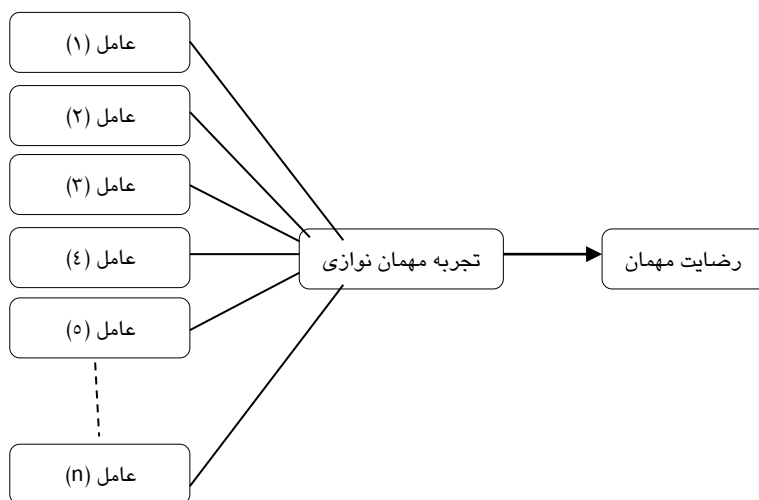 عامل (۱)
عامل (۲)
عامل (۳)
عامل (٤)
عامل (٥)
عامل (n)
تجربه مهمان نوازی
رضایت مهمان